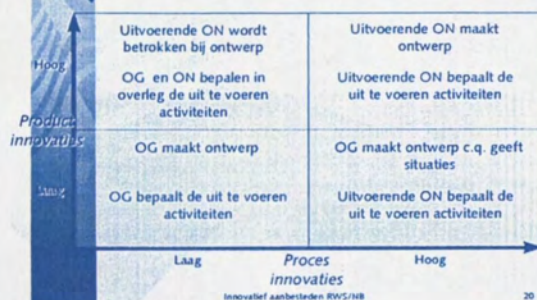 Uitvoerende ON wordt
betrokken bij ontwerp
OG en ON bepalen in
overleg de uit te voeren
activiteiten
Uitvoerende ON maakt
ontwerp
Uitvoerende ON bepaalt de
uit te voeren activiteiten
Hoog
Product
innovaties
Laag
OG maakt ontwerp
OG bepaalt de uit te voeren
activiteiten
OG maakt ontwerp c.q. geeft
situaties
Uitvoerende ON bepaalt de
uit te voeren activiteiten
Laag
Proces
innovaties
Hoog
Innovatief aanbesteden RWS/NB
20